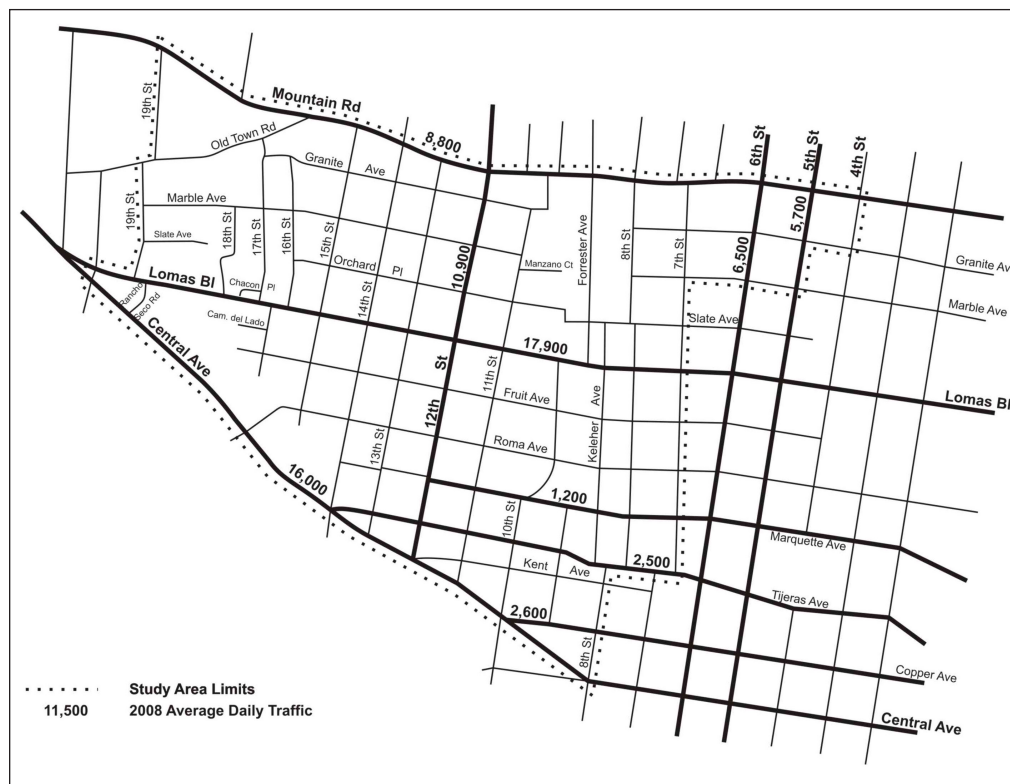 Mountain Rd
8,800
19th St
Old Town Rd
Granite Ave
6th St
5th St
4th St
5,700
6,500
Marble Ave
19th St
Slate Ave
18th St
17th St
16th St
15th St
10,900
Forrester Ave
8th St
7th St
Granite Ave
Orchard Pl
Manzano Ct
Marble Ave
Lomas Bl
Rancho
Seco Rd
Chacon Pl
14th St
Slate Ave
Cam. del Lado
17,900
Central Ave
12th St
11th St
Fruit Ave
Keleher Ave
Lomas Bl
13th St
Roma Ave
16,000
1,200
10th St
Marquette Ave
Kent Ave
2,500
Tijeras Ave
2,600
8th St
Copper Ave
Central Ave
Study Area Limits
11,500 2008 Average Daily Traffic